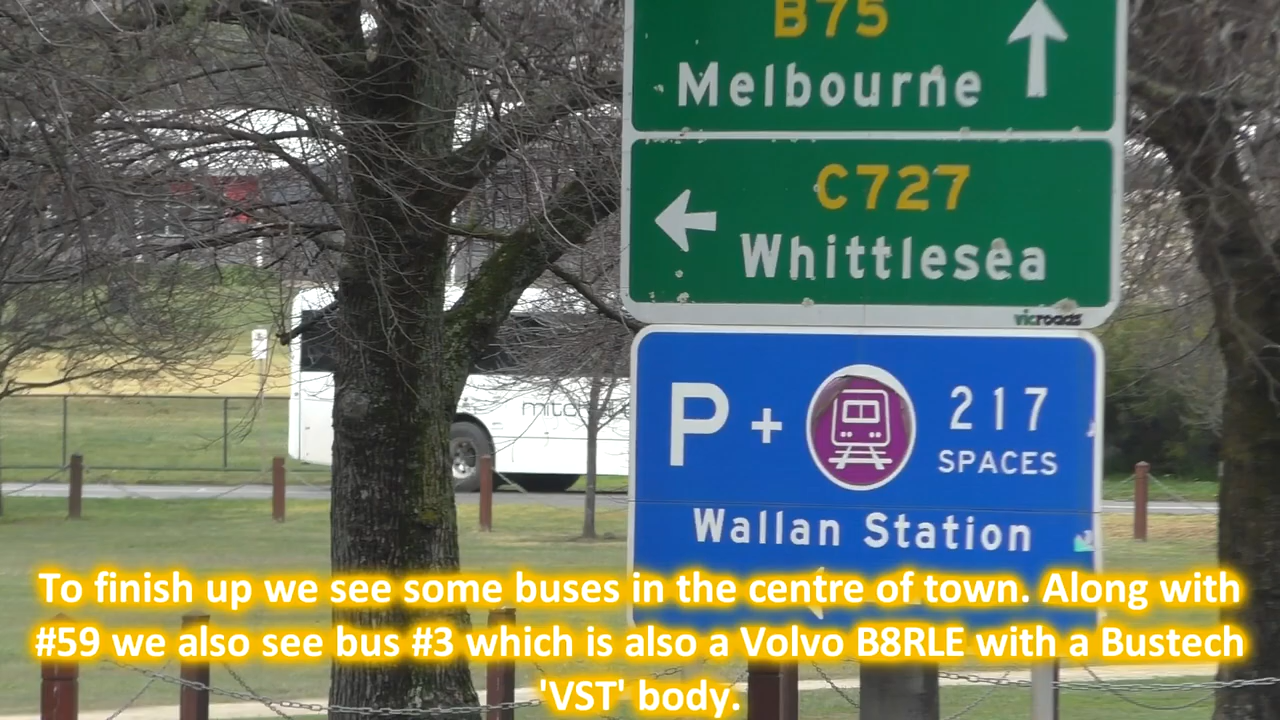 B75
Melbourne
C727
Whittlesea
vicroads
P + 217
SPACES
Wallan Station
To finish up we see some buses in the centre of town. Along with
#59 we also see bus #3 which is also a Volvo B8RLE with a Bustech
'VST' body.